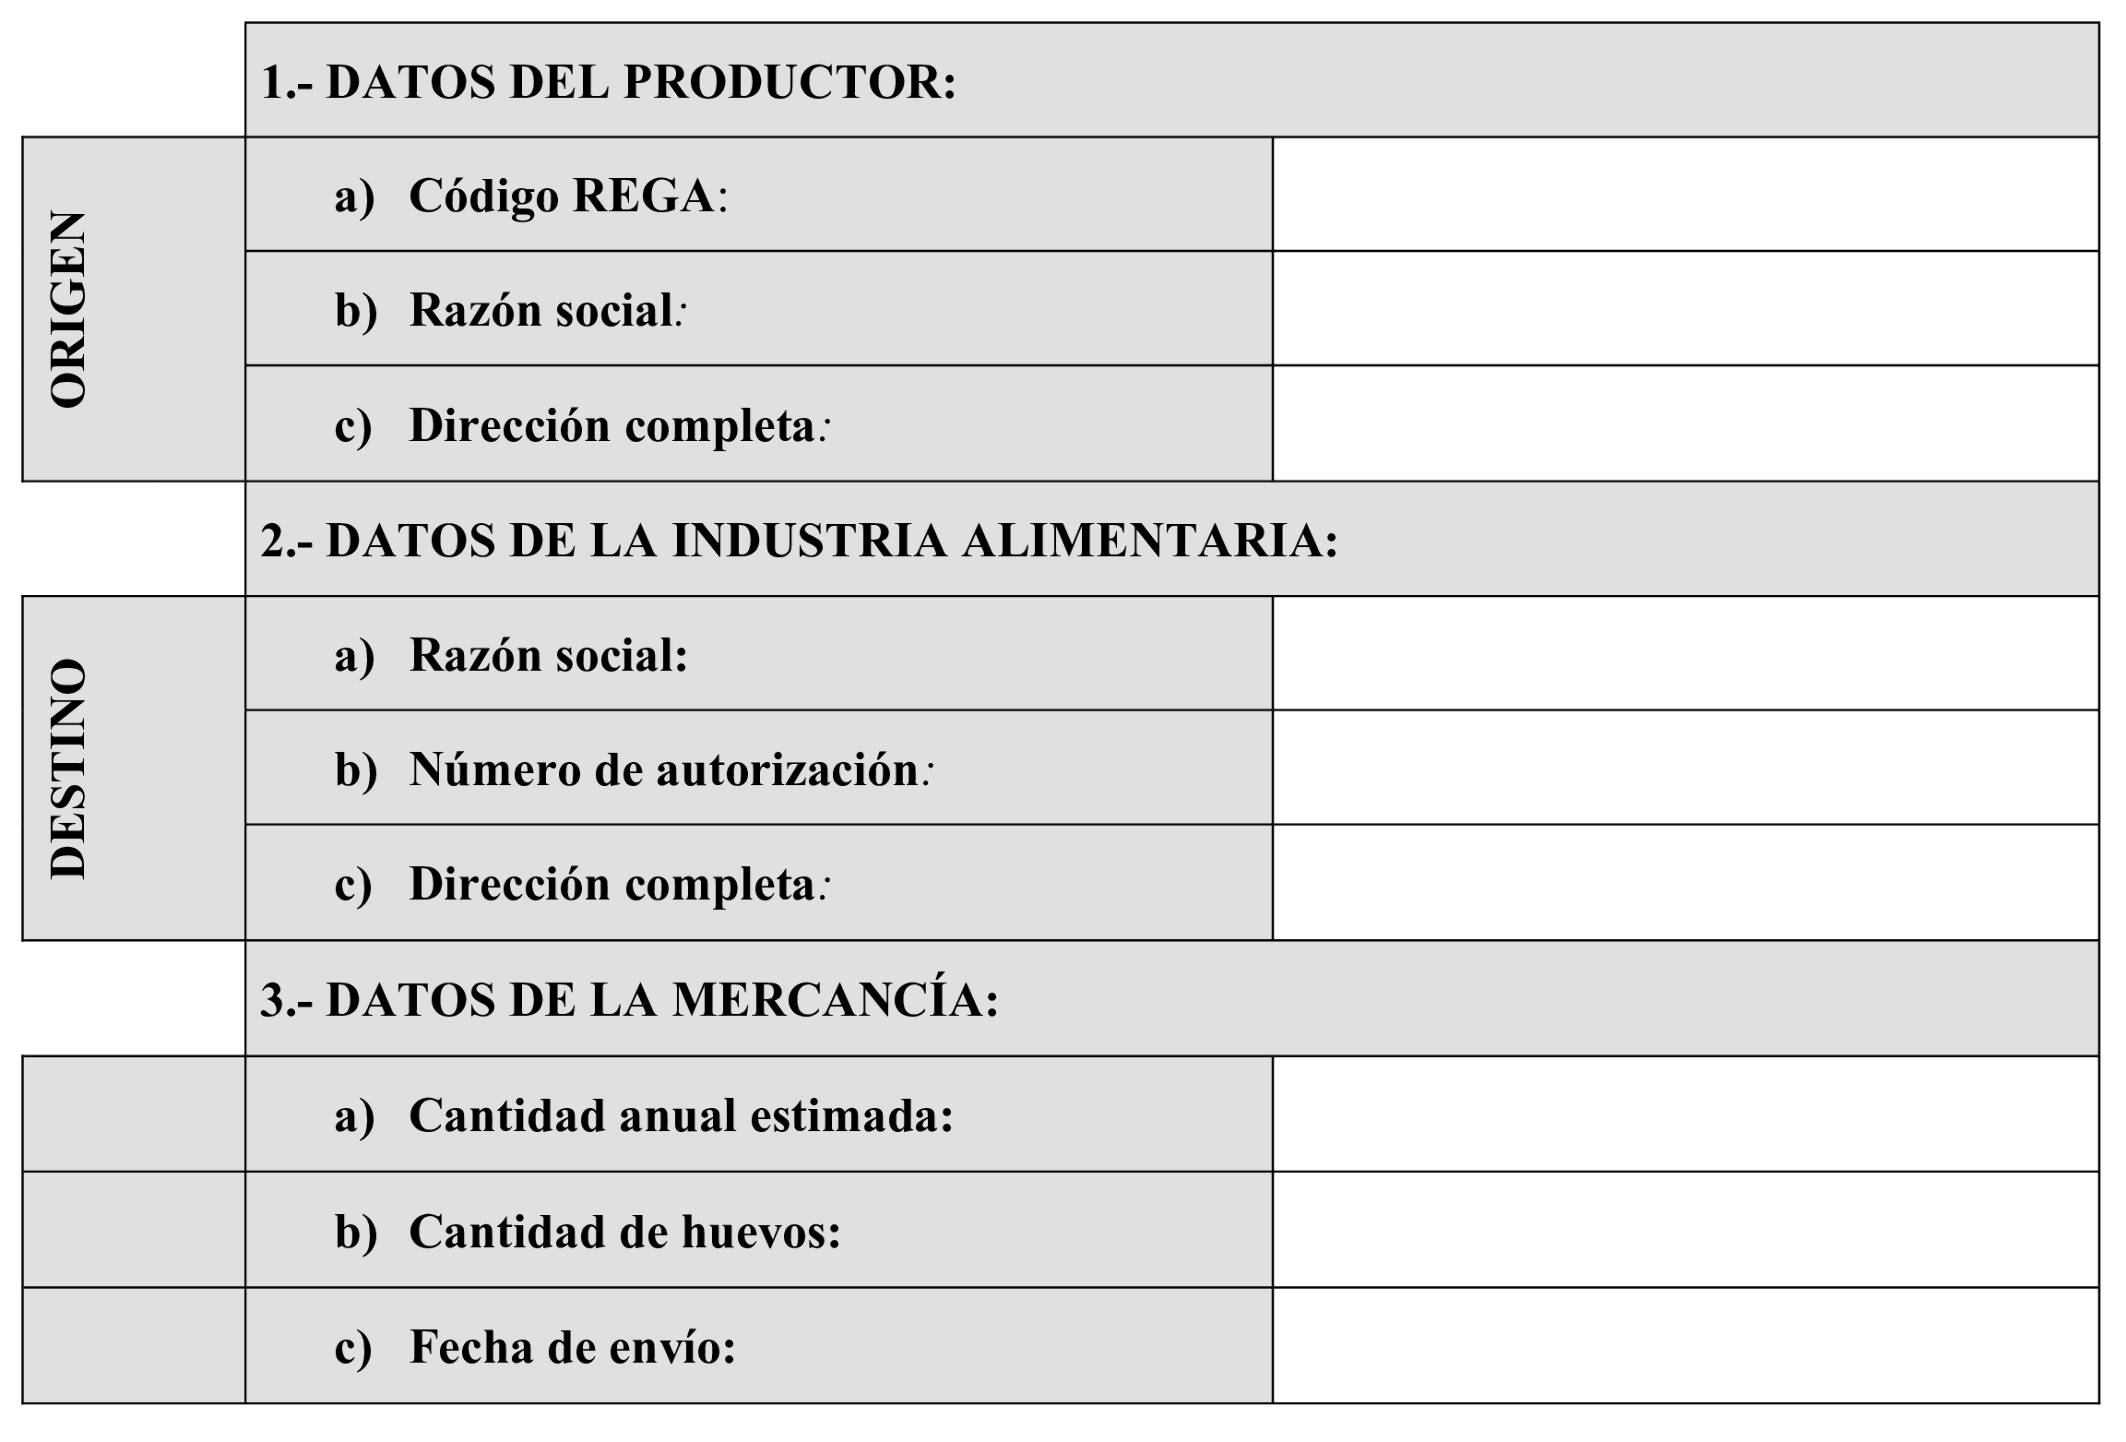 1.- DATOS DEL PRODUCTOR:
ORIGEN
a) Código REGA:
b) Razón social:
c) Dirección completa:
2.- DATOS DE LA INDUSTRIA ALIMENTARIA:
DESTINO
a) Razón social:
b) Número de autorización:
c) Dirección completa:
3.- DATOS DE LA MERCANCÍA:
a) Cantidad anual estimada:
b) Cantidad de huevos:
c) Fecha de envío: